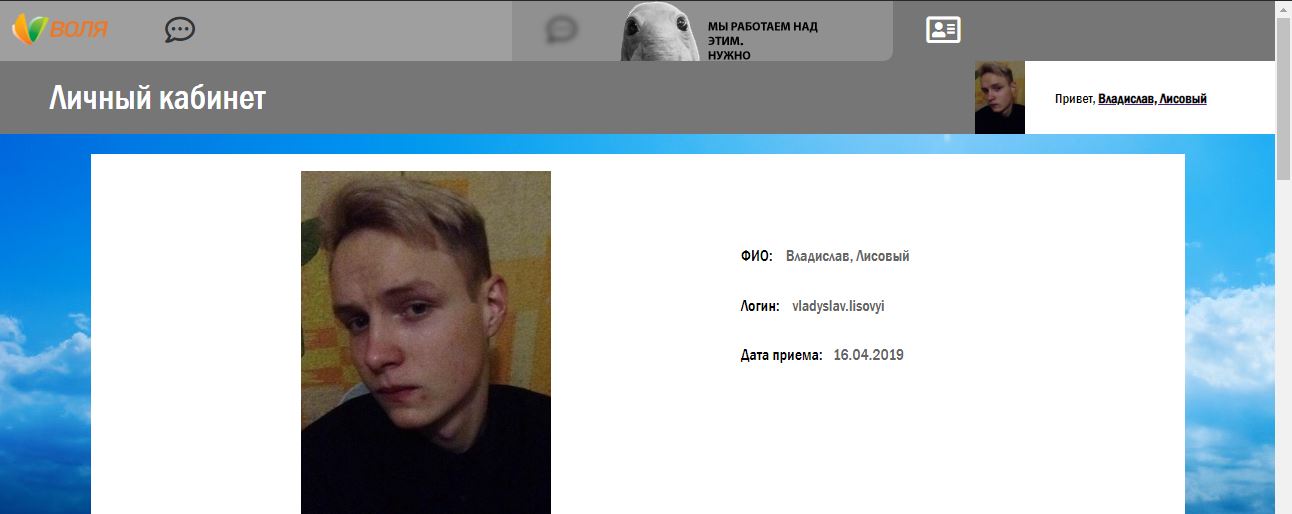 ВОЛЯ
МЫ РАБОТАЕМ НАД
ЭТИМ.
НУЖНО
Личный кабинет
Привет, Владислав, Лисовый
ФИО: Владислав, Лисовый
Логин: vladyslav.lisovyi
Дата приема: 16.04.2019